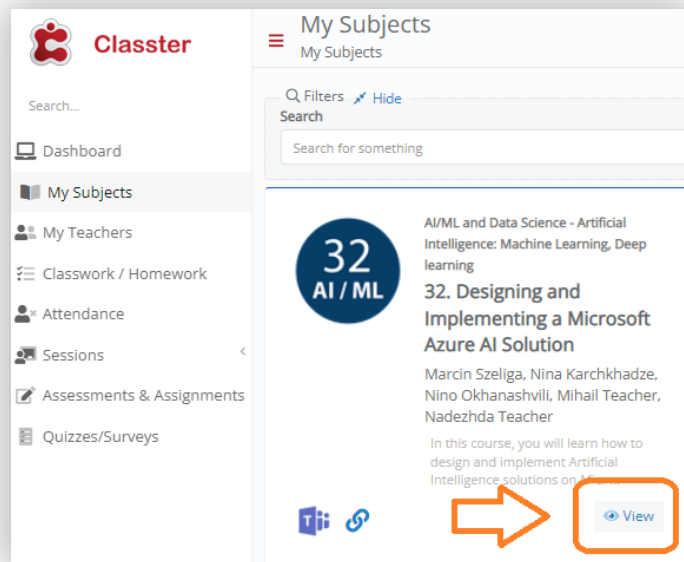 Classter
Search...
Dashboard
My Subjects
My Teachers
Classwork / Homework
Attendance
Sessions
Assessments & Assignments
Quizzes/Surveys
My Subjects
My Subjects
Filters Hide
Search
Search for something
32
AI / ML
AI/ML and Data Science - Artificial
Intelligence: Machine Learning, Deep
learning
32. Designing and
Implementing a Microsoft
Azure AI Solution
Marcin Szeliga, Nina Karchkhadze,
Nino Okhanashvili, Mihail Teacher,
Nadezhda Teacher
In this course, you will learn how to
design and implement Artificial
Intelligence solutions on
View